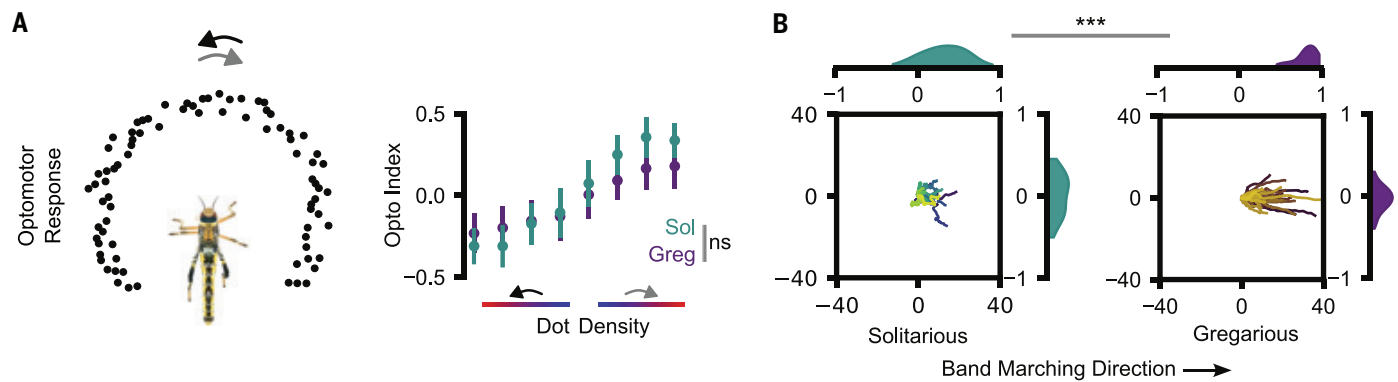 A
Optomotor
Response
Opto Index
0.5
0.0
−0.5
Sol
Greg
ns
Dot Density
B
***
−1 0 1
40
0
−40
−40 0 40
1
0
−1
Solitarious
−1 0 1
40
0
−40
−40 0 40
1
0
−1
Gregarious
Band Marching Direction